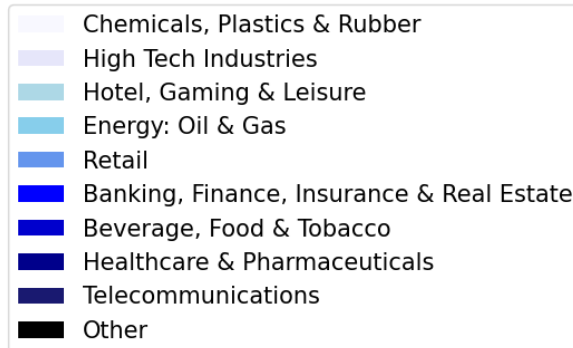 Chemicals, Plastics & Rubber
High Tech Industries
Hotel, Gaming & Leisure
Energy: Oil & Gas
Retail
Banking, Finance, Insurance & Real Estate
Beverage, Food & Tobacco
Healthcare & Pharmaceuticals
Telecommunications
Other